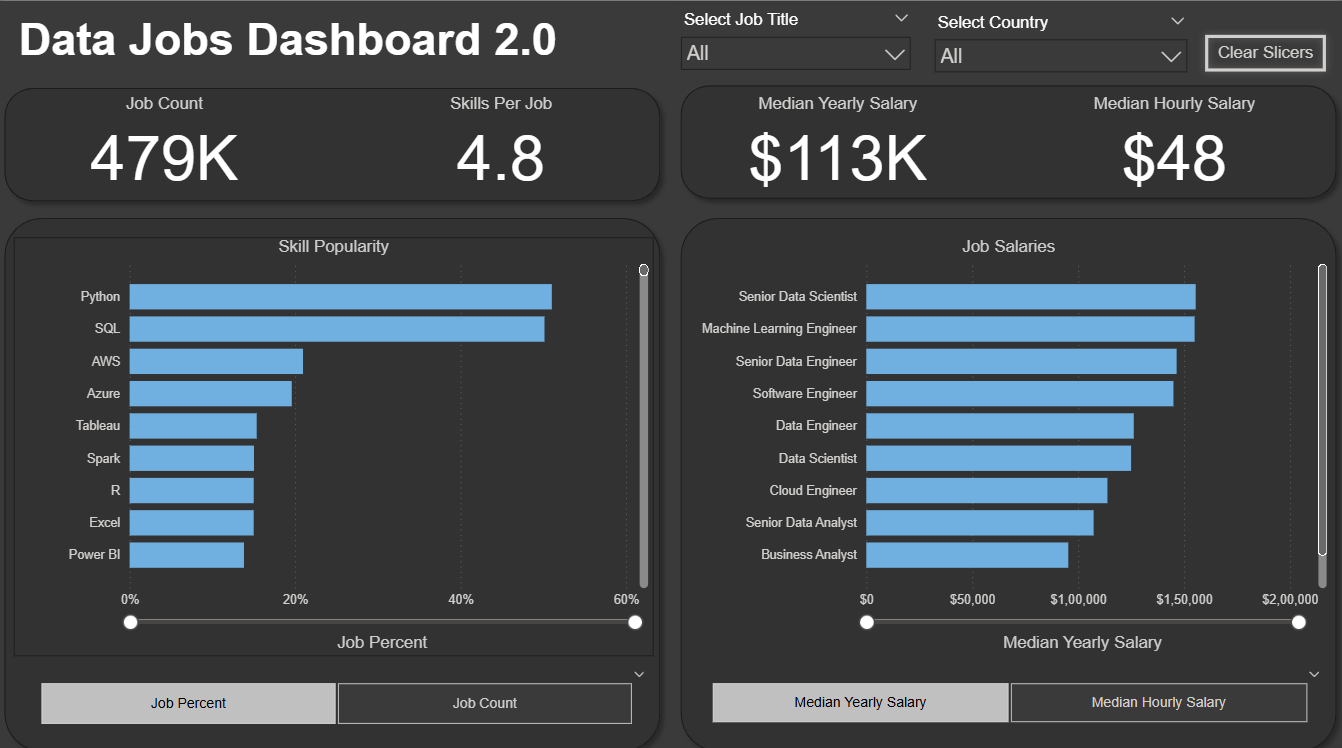 Data Jobs Dashboard 2.0
Select Job Title
All
Select Country
All
Clear Slicers
Job Count
479K
Skills Per Job
4.8
Median Yearly Salary
$113K
Median Hourly Salary
$48
Skill Popularity
Python
SQL
AWS
Azure
Tableau
Spark
R
Excel
Power BI
0% 20% 40% 60%
Job Percent
Job Percent
Job Count
Job Salaries
Senior Data Scientist
Machine Learning Engineer
Senior Data Engineer
Software Engineer
Data Engineer
Data Scientist
Cloud Engineer
Senior Data Analyst
Business Analyst
$0 $50,000 $1,00,000 $1,50,000 $2,00,000
Median Yearly Salary
Median Yearly Salary
Median Hourly Salary